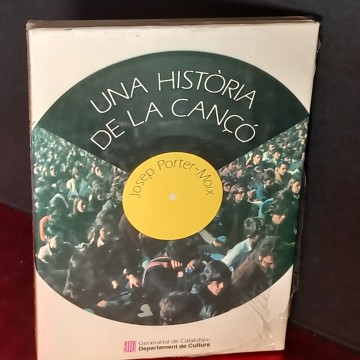 UNA HISTÒRIA
DE LA CANÇÓ
Josep Porter-Moix
Generalitat de Catalunya
Departament de Cultura